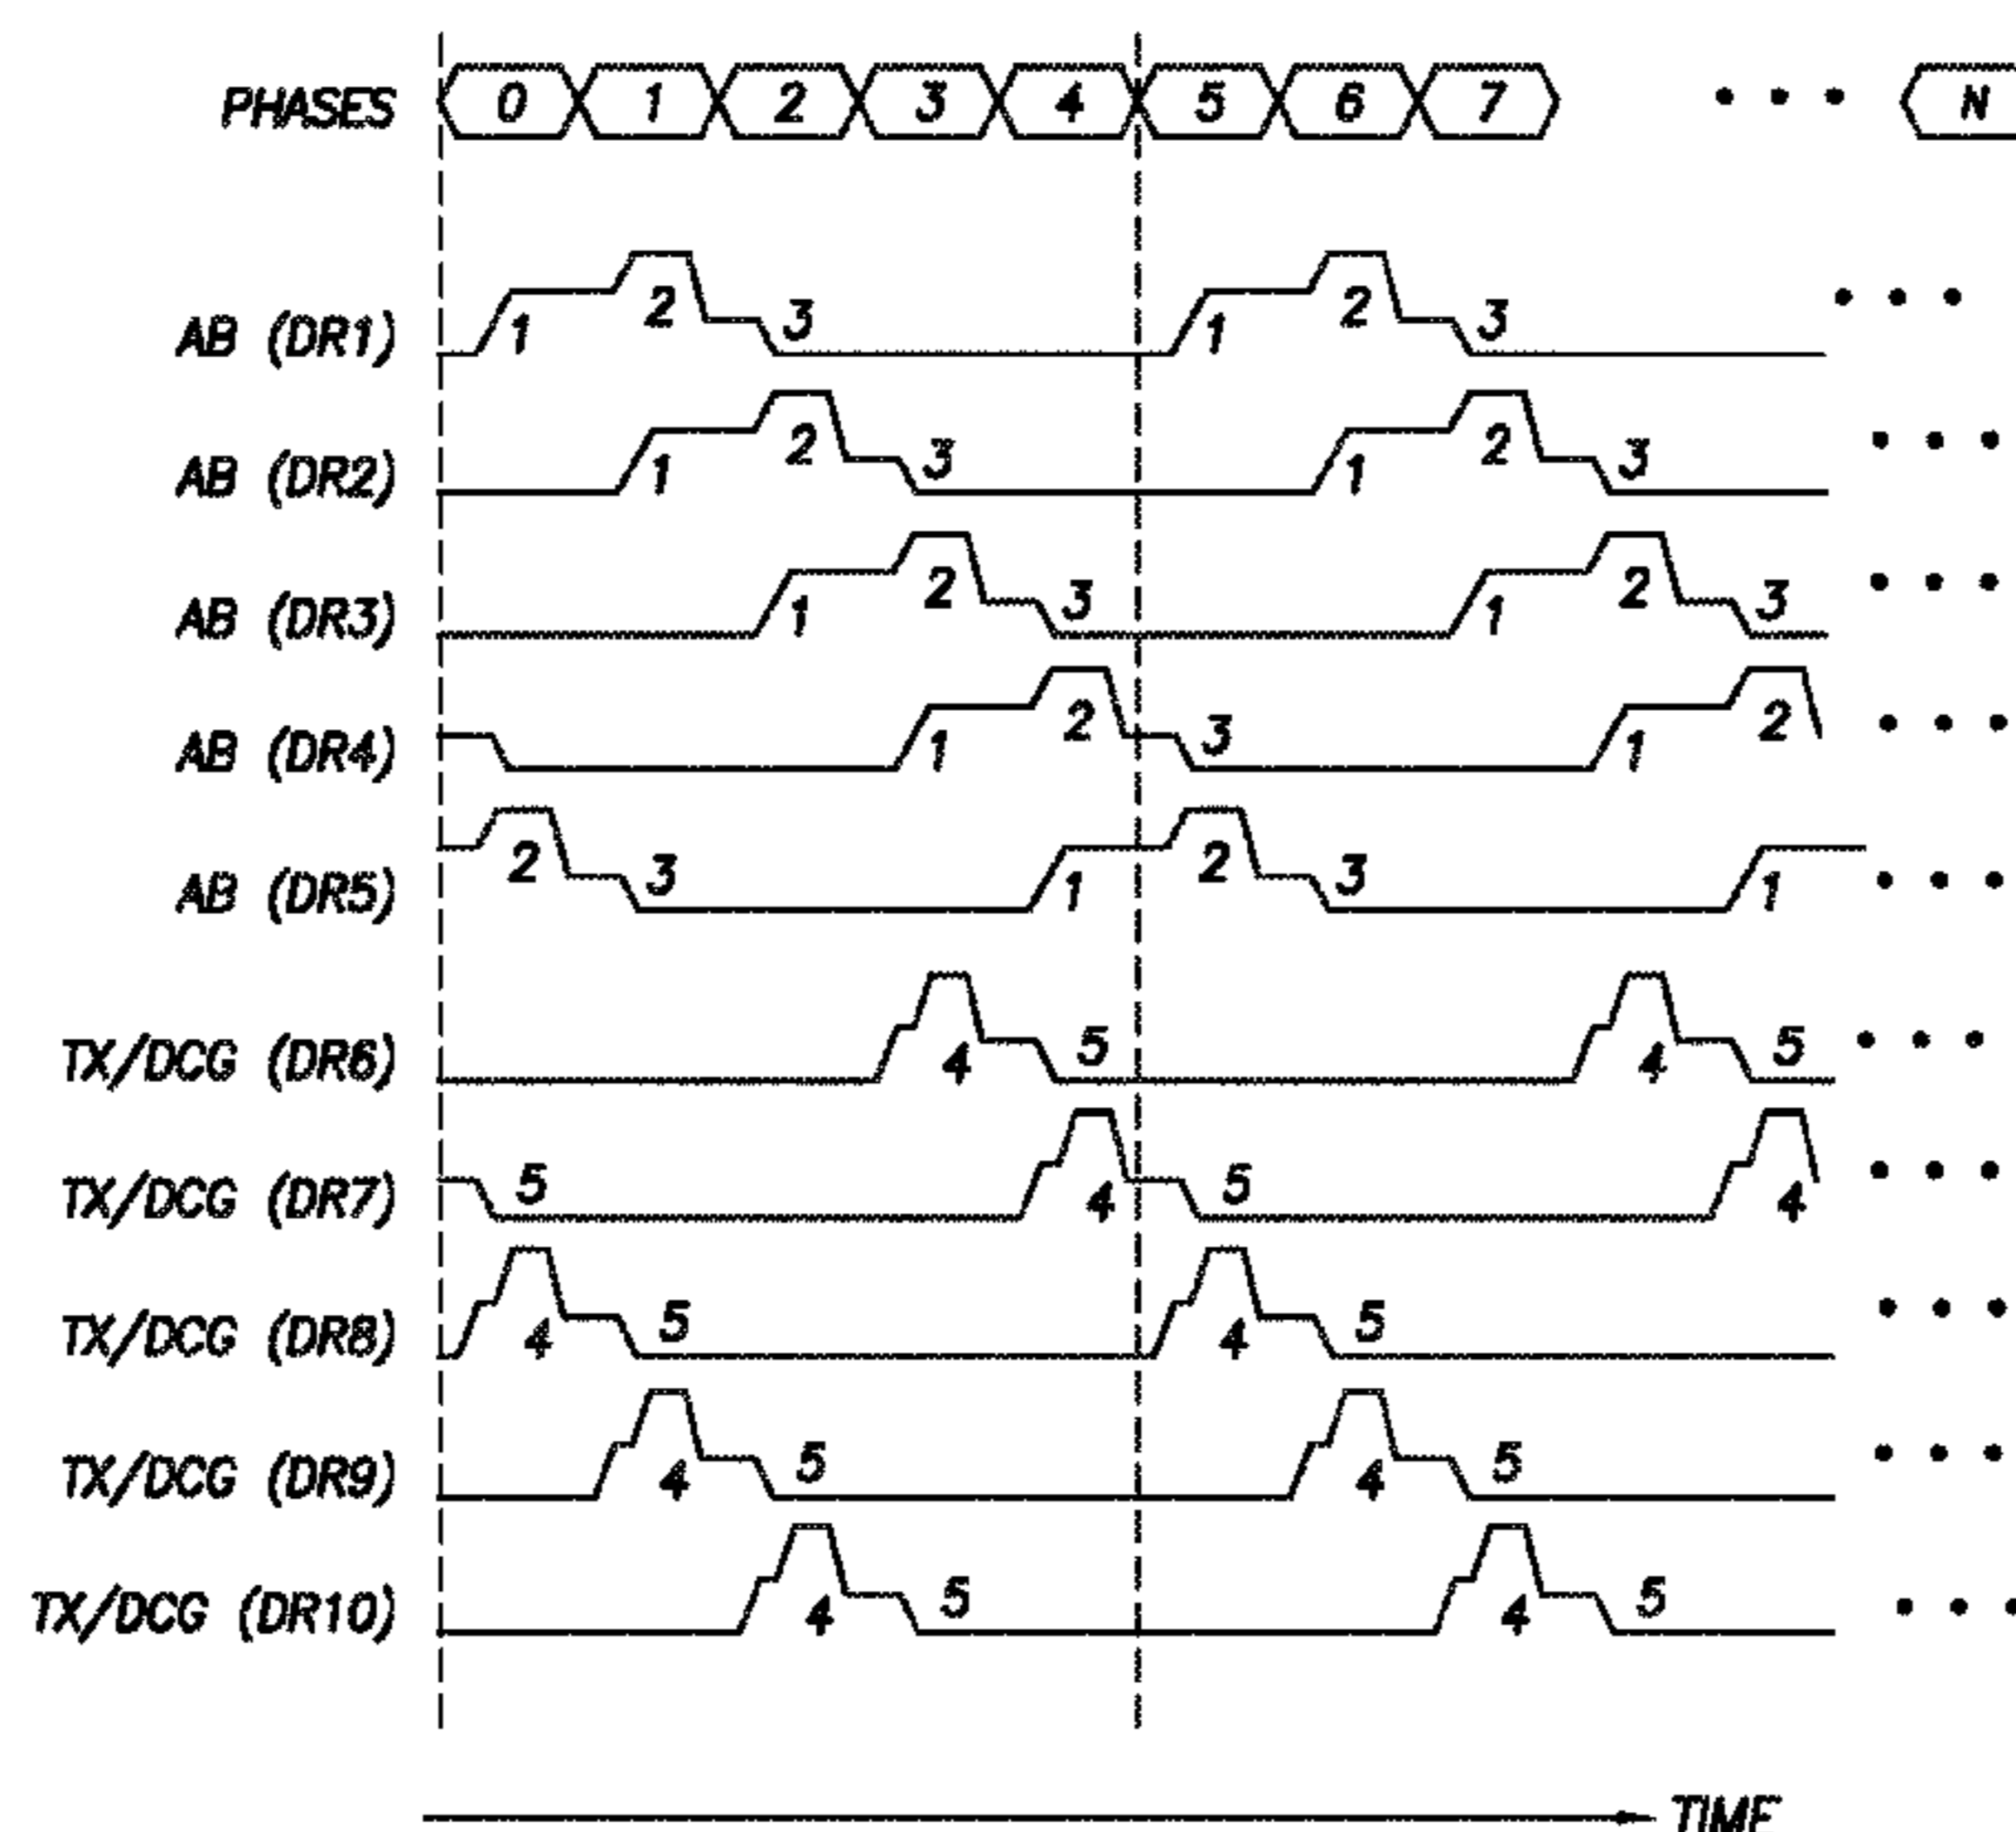 PHASES 0 1 2 3 4 5 6 7 • • • N
AB (DR1) 1 2 3 1 2 3 • • •
AB (DR2) 1 2 3 1 2 3 • • •
AB (DR3) 1 2 3 1 2 3 • • •
AB (DR4) 1 2 3 1 2 • • •
AB (DR5) 2 3 1 2 3 1 • • •
TX/DCG (DR6) 4 5 4 5 • • •
TX/DCG (DR7) 5 4 5 4 • • •
TX/DCG (DR8) 4 5 4 5 • • •
TX/DCG (DR9) 4 5 4 5 • • •
TX/DCG (DR10) 4 5 4 5 • • •
TIME